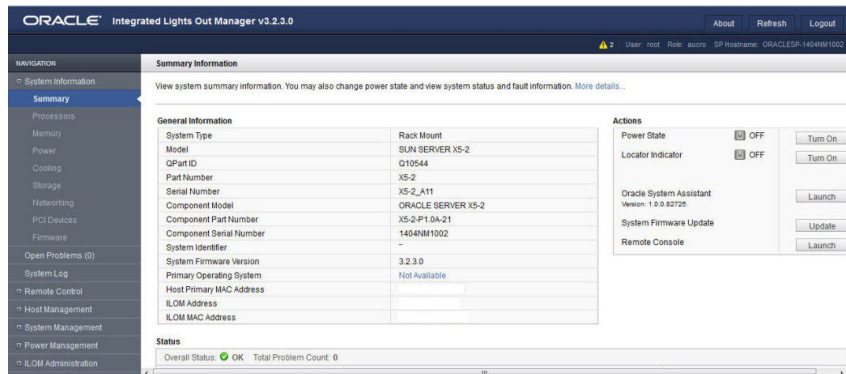 ORACLE® Integrated Lights Out Manager v3.2.3.0
About Refresh Logout
2 User: root Role: aucro SP Hostname: ORACLESP-1404NM1002
NAVIGATION
System Information
Summary
Processors
Memory
Power
Cooling
Storage
Networking
PCI Devices
Firmware
Open Problems (0)
System Log
Remote Control
Host Management
System Management
Power Management
ILOM Administration
Summary Information
View system summary information. You may also change power state and view system status and fault information. More details...
General Information
System Type Rack Mount
Model SUN SERVER X5-2
QPart ID Q10544
Part Number X5-2
Serial Number X5-2_A11
Component Model ORACLE SERVER X5-2
Component Part Number X5-2-P1.0A-21
Component Serial Number 1404NM1002
System Identifier -
System Firmware Version 3.2.3.0
Primary Operating System Not Available
Host Primary MAC Address
ILOM Address
ILOM MAC Address
Actions
Power State OFF Turn On
Locator Indicator OFF Turn On
Oracle System Assistant Launch
Version: 1.0.0.82725
System Firmware Update Update
Remote Console Launch
Status
Overall Status: OK Total Problem Count: 0